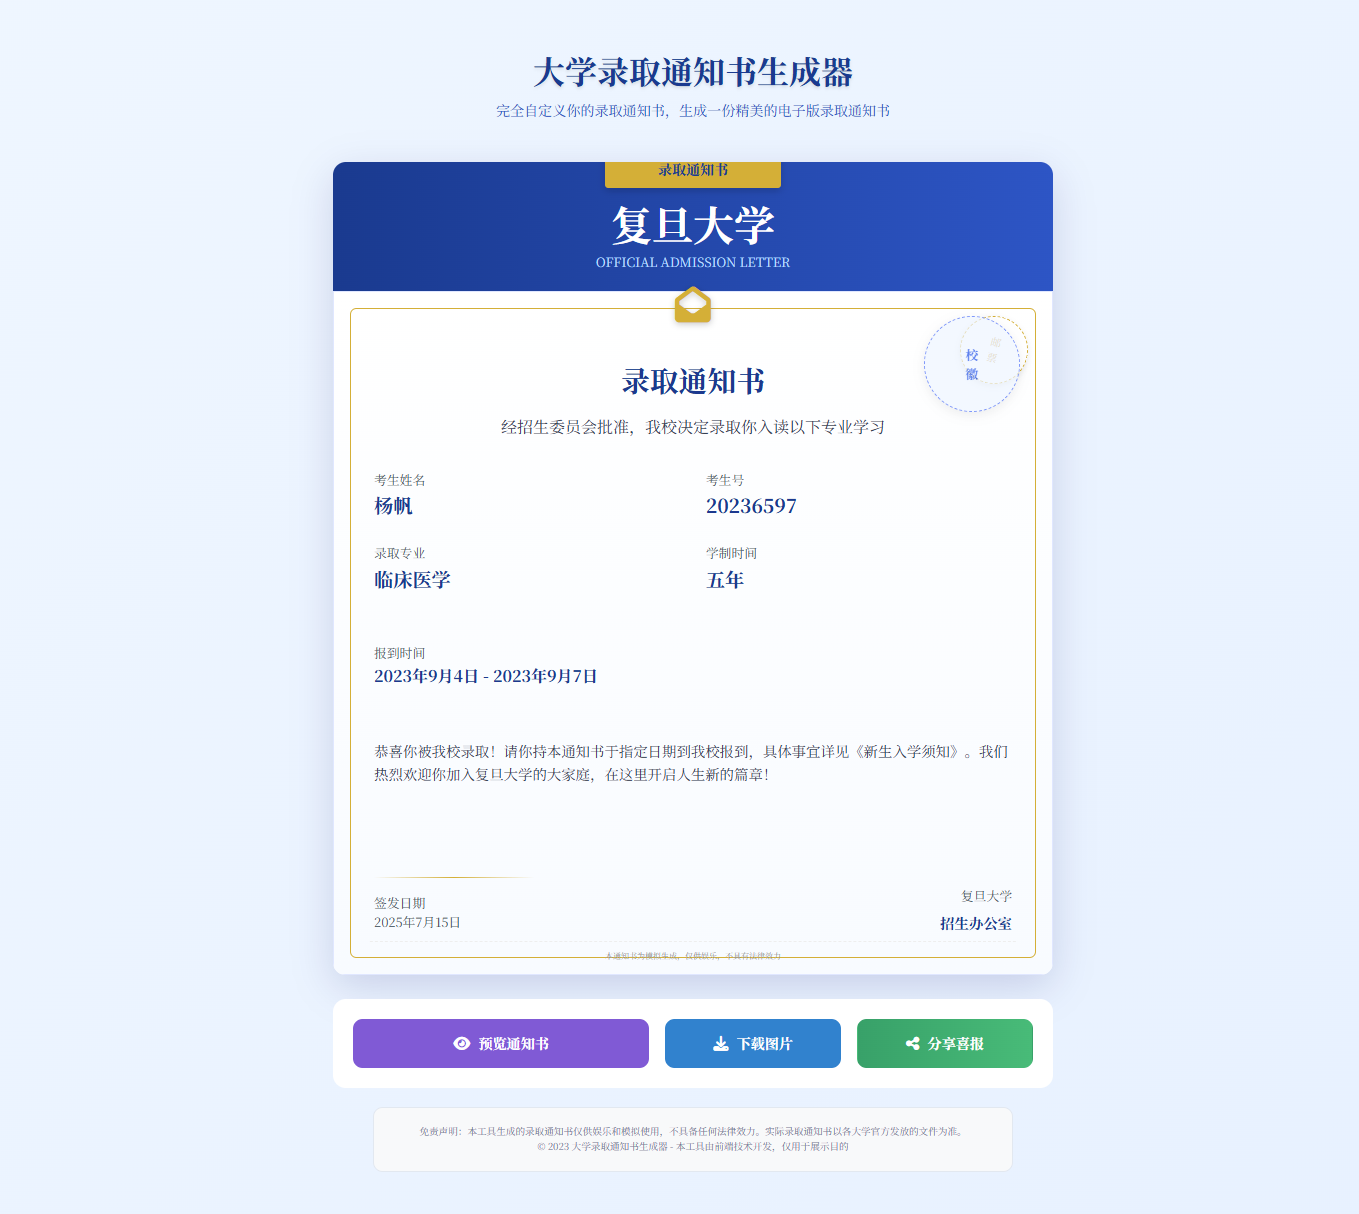 大学录取通知书生成器
完全自定义你的录取通知书，生成一份精美的电子版录取通知书
录取通知书
复旦大学
OFFICIAL ADMISSION LETTER
校
徽
录取通知书
经招生委员会批准，我校决定录取你入读以下专业学习
考生姓名
杨帆
考生号
20236597
录取专业
临床医学
学制时间
五年
报到时间
2023年9月4日 - 2023年9月7日
恭喜你被我校录取！请你持本通知书于指定日期到我校报到，具体事宜详见《新生入学须知》。我们
热烈欢迎你加入复旦大学的大家庭，在这里开启人生新的篇章！
签发日期
2025年7月15日
复旦大学
招生办公室
本通知书为模拟生成，仅供娱乐，不具有法律效力
预览通知书
下载图片
分享喜报
免责声明：本工具生成的录取通知书仅供娱乐和模拟使用，不具备任何法律效力。实际录取通知书以各大学官方发放的文件为准。
© 2023 大学录取通知书生成器 - 本工具由前端技术开发，仅用于展示目的